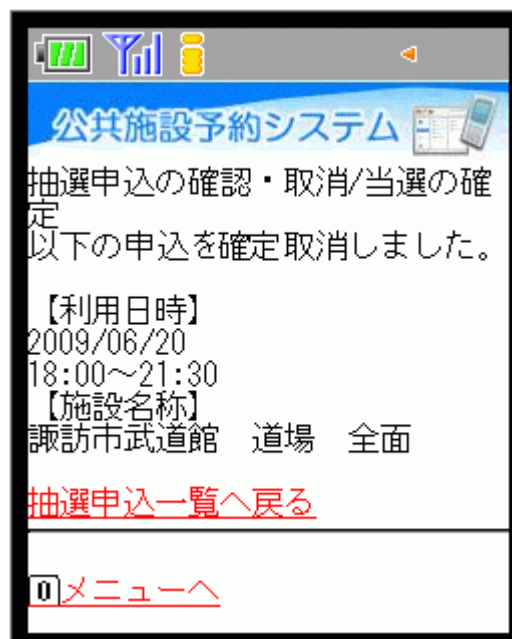 公共施設予約システム
抽選申込の確認・取消/当選の確
定
以下の申込を確定取消しました。
【利用日時】
2009/06/20
18:00～21:30
【施設名称】
諏訪市武道館　道場　全面
抽選申込一覧へ戻る
0メニューへ